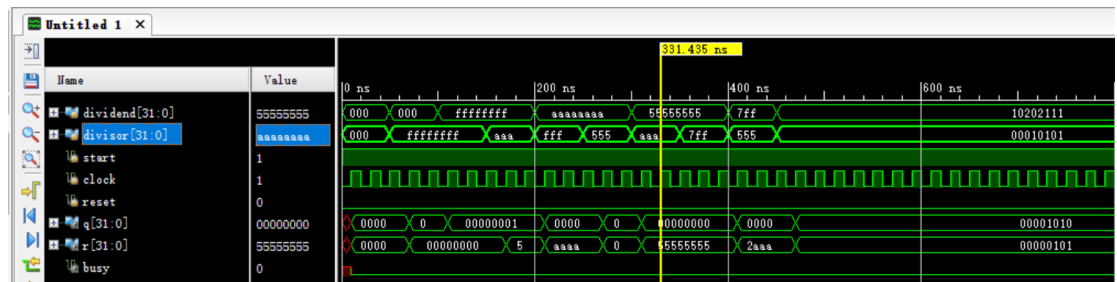 Untitled 1 ×
331.435 ns
Name Value
0 ns 200 ns 400 ns 600 ns
dividend[31:0] 55555555 000 000 ffffffff aaaaaaaa 55555555 7ff 10202111
divisor[31:0] aaaaaaaa 000 ffffffff aaa fff 555 aaa 7ff 555 00010101
start 1
clock 1
reset 0
q[31:0] 00000000 0000 0 00000001 0000 0 00000000 0000 00001010
r[31:0] 55555555 0000 00000000 5 aaaa 0 55555555 2aaa 00000101
busy 0